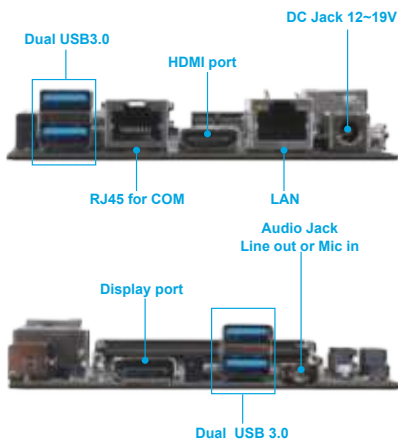 DC Jack 12~19V
Dual USB3.0
HDMI port
RJ45 for COM
LAN
Audio Jack
Line out or Mic in
Display port
Dual USB 3.0